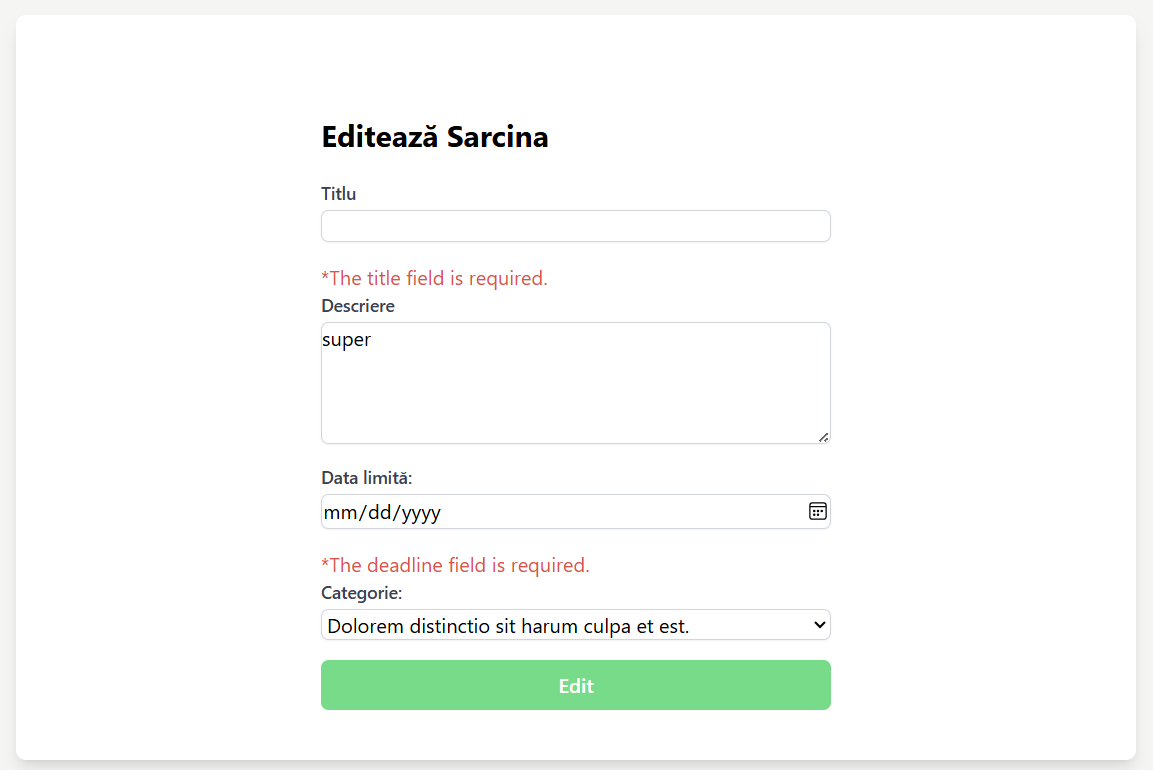 Editează Sarcina
Titlu
*The title field is required.
Descriere
super
Data limită:
mm/dd/yyyy
*The deadline field is required.
Categorie:
Dolorem distinctio sit harum culpa et est.
Edit